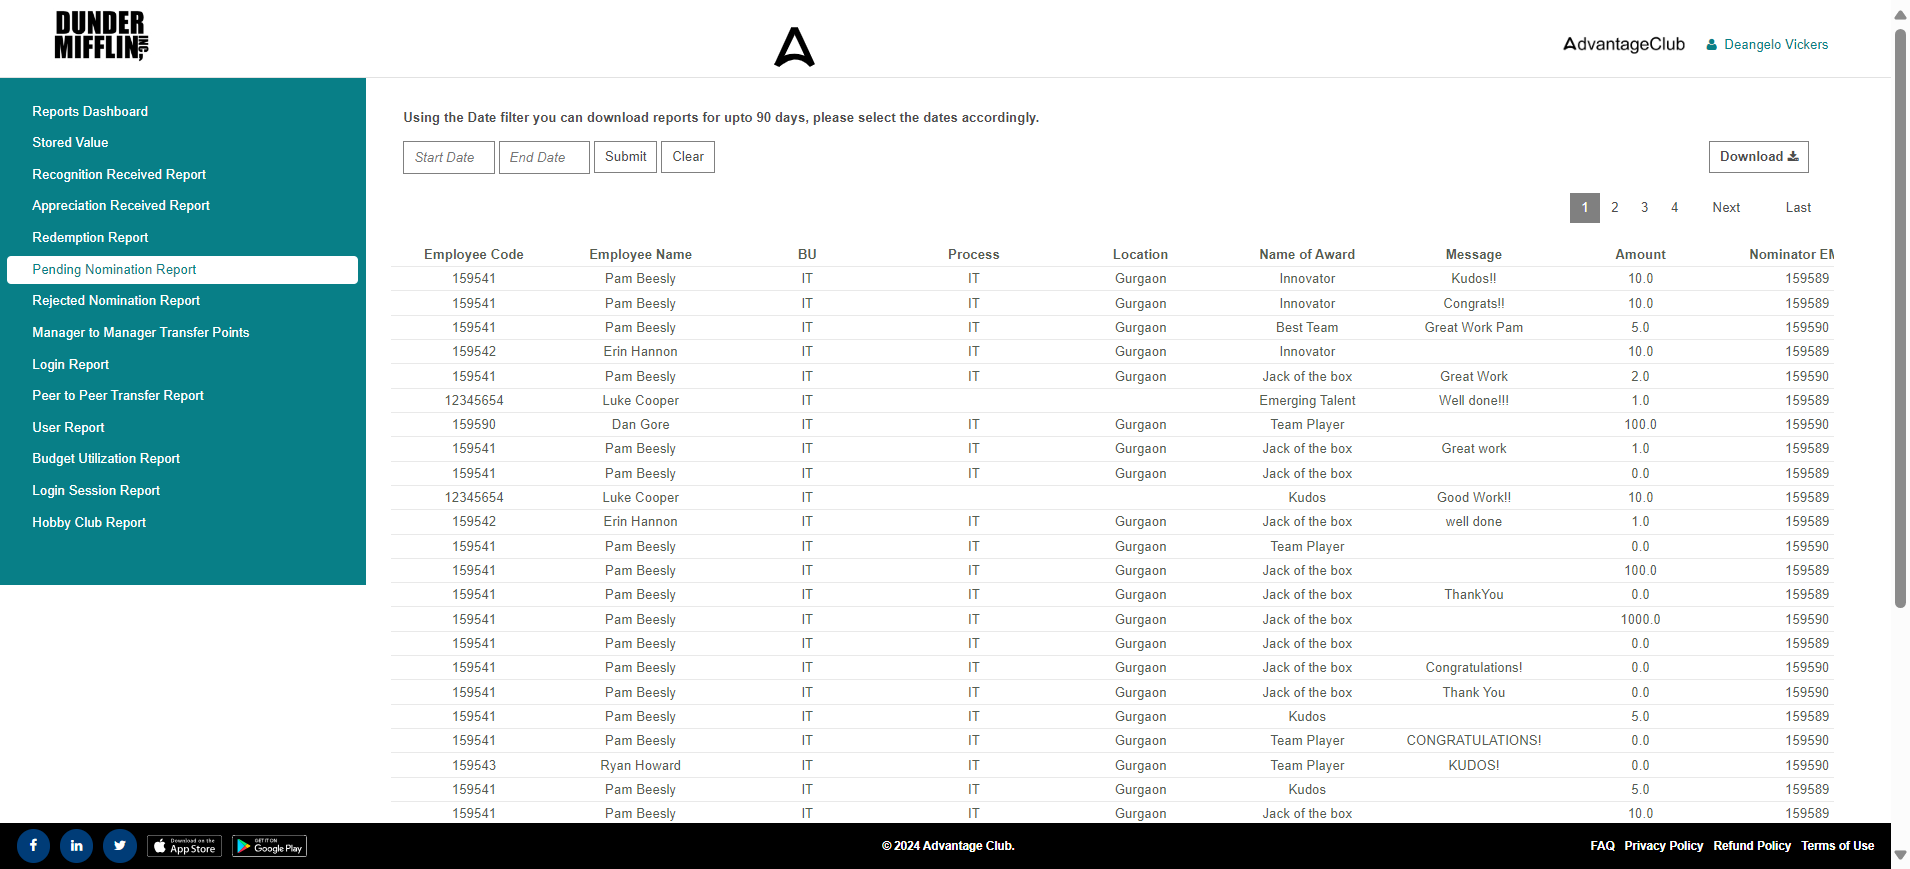 DUNDER
MIFFLIN, INC
AdvantageClub
Deangelo Vickers
Reports Dashboard
Stored Value
Recognition Received Report
Appreciation Received Report
Redemption Report
Pending Nomination Report
Rejected Nomination Report
Manager to Manager Transfer Points
Login Report
Peer to Peer Transfer Report
User Report
Budget Utilization Report
Login Session Report
Hobby Club Report
Using the Date filter you can download reports for upto 90 days, please select the dates accordingly.
Start Date End Date Submit Clear Download
1 2 3 4 Next Last
Employee Code Employee Name BU Process Location Name of Award Message Amount Nominator EM
159541 Pam Beesly IT IT Gurgaon Innovator Kudos!! 10.0 159589
159541 Pam Beesly IT IT Gurgaon Innovator Congrats!! 10.0 159589
159541 Pam Beesly IT IT Gurgaon Best Team Great Work Pam 5.0 159590
159542 Erin Hannon IT IT Gurgaon Innovator 10.0 159589
159541 Pam Beesly IT IT Gurgaon Jack of the box Great Work 2.0 159590
12345654 Luke Cooper IT Emerging Talent Well done!!! 1.0 159589
159590 Dan Gore IT IT Gurgaon Team Player 100.0 159590
159541 Pam Beesly IT IT Gurgaon Jack of the box Great work 1.0 159589
159541 Pam Beesly IT IT Gurgaon Jack of the box 0.0 159589
12345654 Luke Cooper IT Kudos Good Work!! 10.0 159589
159542 Erin Hannon IT IT Gurgaon Jack of the box well done 1.0 159589
159541 Pam Beesly IT IT Gurgaon Team Player 0.0 159590
159541 Pam Beesly IT IT Gurgaon Jack of the box 100.0 159589
159541 Pam Beesly IT IT Gurgaon Jack of the box ThankYou 0.0 159589
159541 Pam Beesly IT IT Gurgaon Jack of the box 1000.0 159590
159541 Pam Beesly IT IT Gurgaon Jack of the box 0.0 159589
159541 Pam Beesly IT IT Gurgaon Jack of the box Congratulations! 0.0 159590
159541 Pam Beesly IT IT Gurgaon Jack of the box Thank You 0.0 159590
159541 Pam Beesly IT IT Gurgaon Kudos 5.0 159589
159541 Pam Beesly IT IT Gurgaon Team Player CONGRATULATIONS! 0.0 159590
159543 Ryan Howard IT IT Gurgaon Team Player KUDOS! 0.0 159590
159541 Pam Beesly IT IT Gurgaon Kudos 5.0 159589
159541 Pam Beesly IT IT Gurgaon Jack of the box 10.0 159589
Download on the
App Store
GET IT ON
Google Play
© 2024 Advantage Club.
FAQ Privacy Policy Refund Policy Terms of Use